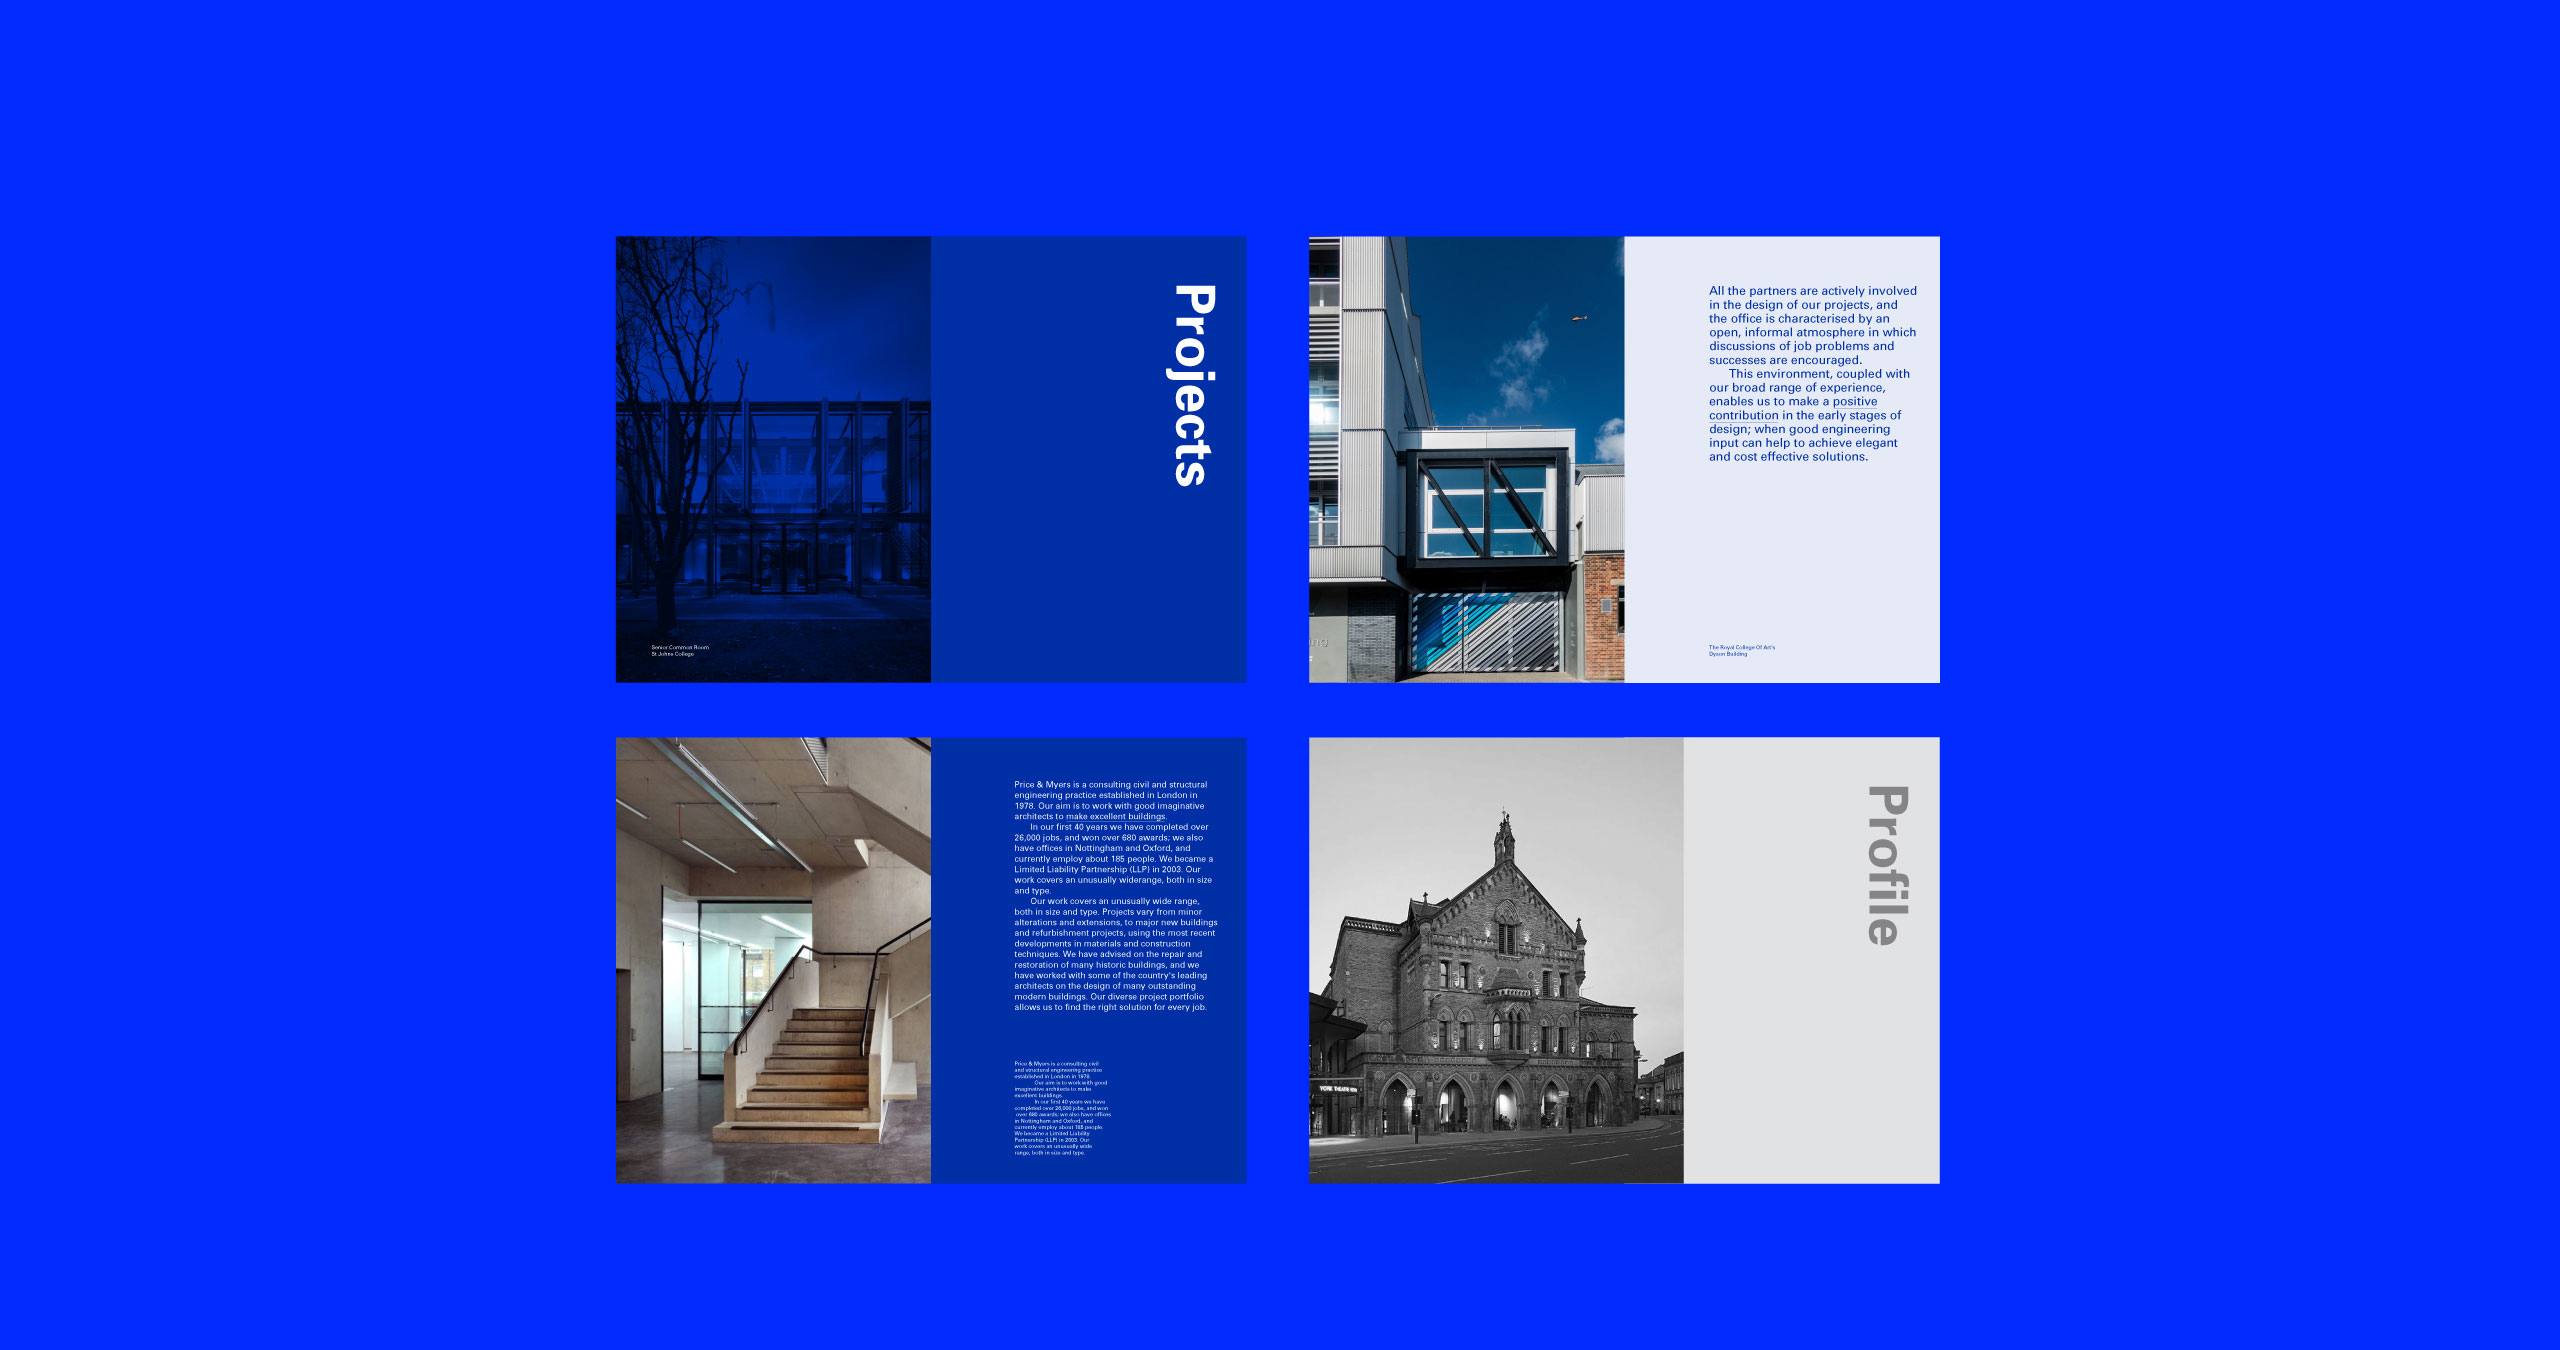 Projects
Senior Common Room
St Johns College
All the partners are actively involved
in the design of our projects, and
the office is characterised by an
open, informal atmosphere in which
discussions of job problems and
successes are encouraged.
This environment, coupled with
our broad range of experience,
enables us to make a positive
contribution in the early stages of
design; when good engineering
input can help to achieve elegant
and cost effective solutions.
The Royal College Of Art's
Dyson Building
Price & Myers is a consulting civil and structural
engineering practice established in London in
1978. Our aim is to work with good imaginative
architects to make excellent buildings.
In our first 40 years we have completed over
26,000 jobs, and won over 680 awards; we also
have offices in Nottingham and Oxford, and
currently employ about 185 people. We became a
Limited Liability Partnership (LLP) in 2003. Our
work covers an unusually widerange, both in size
and type.
Our work covers an unusually wide range,
both in size and type. Projects vary from minor
alterations and extensions, to major new buildings
and refurbishment projects, using the most recent
developments in materials and construction
techniques. We have advised on the repair and
restoration of many historic buildings, and we
have worked with some of the country's leading
architects on the design of many outstanding
modern buildings. Our diverse project portfolio
allows us to find the right solution for every job.
Price & Myers is a consulting civil
and structural engineering practice
established in London in 1978.
Our aim is to work with good
imaginative architects to make
excellent buildings.
In our first 40 years we have
completed over 26,000 jobs, and won
over 680 awards; we also have offices
in Nottingham and Oxford, and
currently employ about 185 people.
We became a Limited Liability
Partnership (LLP) in 2003. Our
work covers an unusually wide
range, both in size and type.
Profile
YORK THEATRE